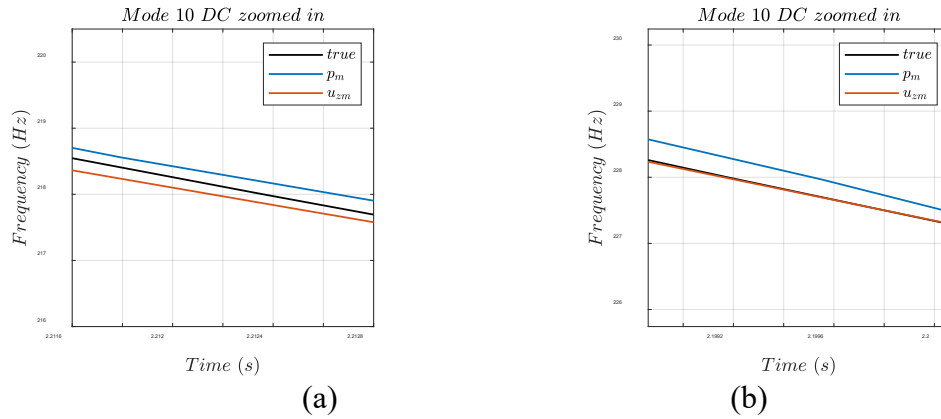 Mode 10 DC zoomed in
220
219
218
217
216
Frequency (Hz)
true
p_m
u_zm
2.2116
2.212
2.2124
2.2128
Time (s)
(a)
Mode 10 DC zoomed in
230
229
228
227
226
Frequency (Hz)
true
p_m
u_zm
2.1992
2.1996
2.2
Time (s)
(b)